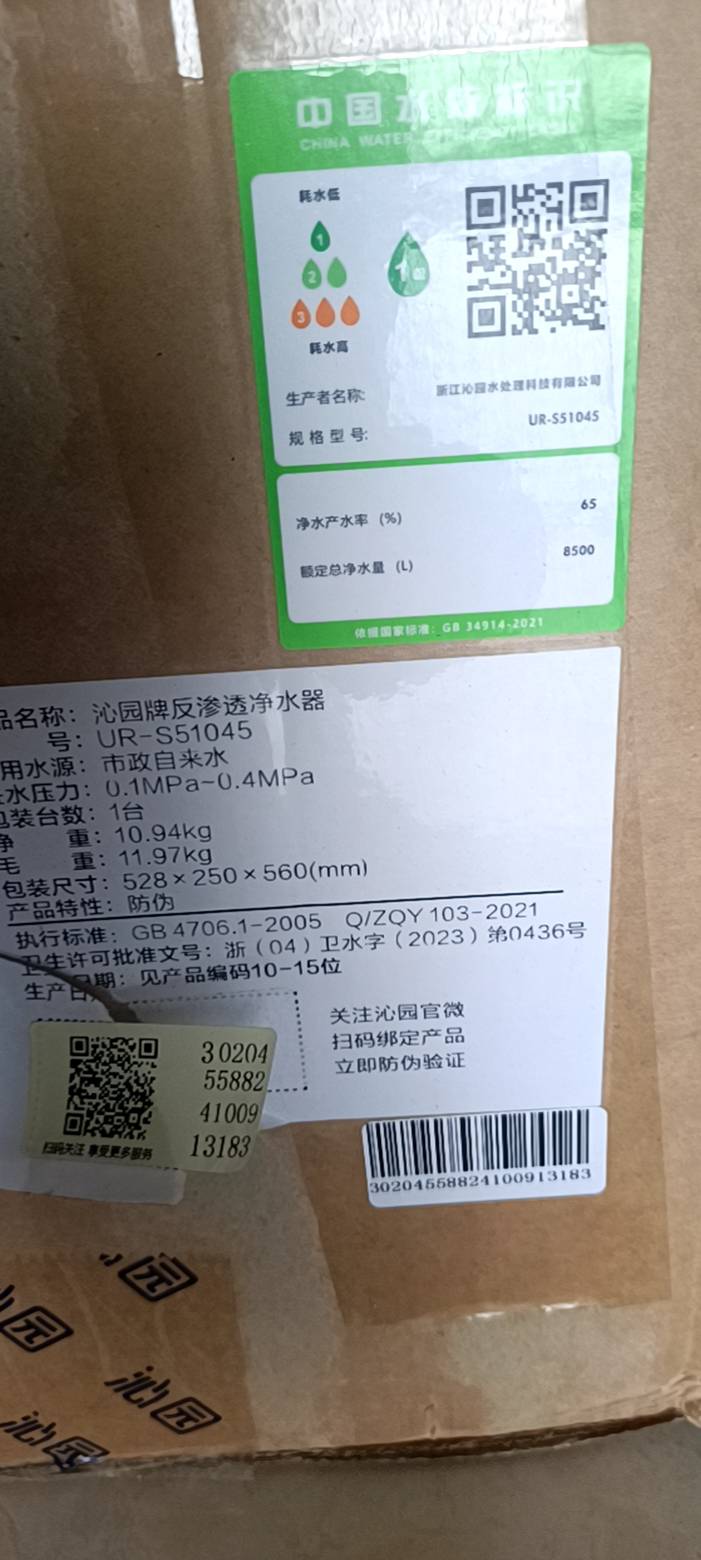 中国水效标识
CHINA WATER EFFICIENCY LABEL
耗水低
1
2
3
耗水高
1
生产者名称: 浙江沁园水处理科技有限公司
规格型号: UR-S51045
净水产水率 (%) 65
额定总净水量 (L) 8500
依据国家标准: GB 34914-2021
品名称: 沁园牌反渗透净水器
号: UR-S51045
用水源: 市政自来水
水压力: 0.1MPa~0.4MPa
包装台数: 1台
净 重: 10.94kg
毛 重: 11.97kg
包装尺寸: 528×250×560(mm)
产品特性: 防伪
执行标准: GB 4706.1-2005 Q/ZQY 103-2021
卫生许可批准文号: 浙（04）卫水字（2023）第0436号
生产日期: 见产品编码10-15位
关注沁园官微
扫码绑定产品
立即防伪验证
30204
55882
41009
13183
扫码关注 享受更多服务
30204558824100913183
沁园
沁园
沁园
沁园